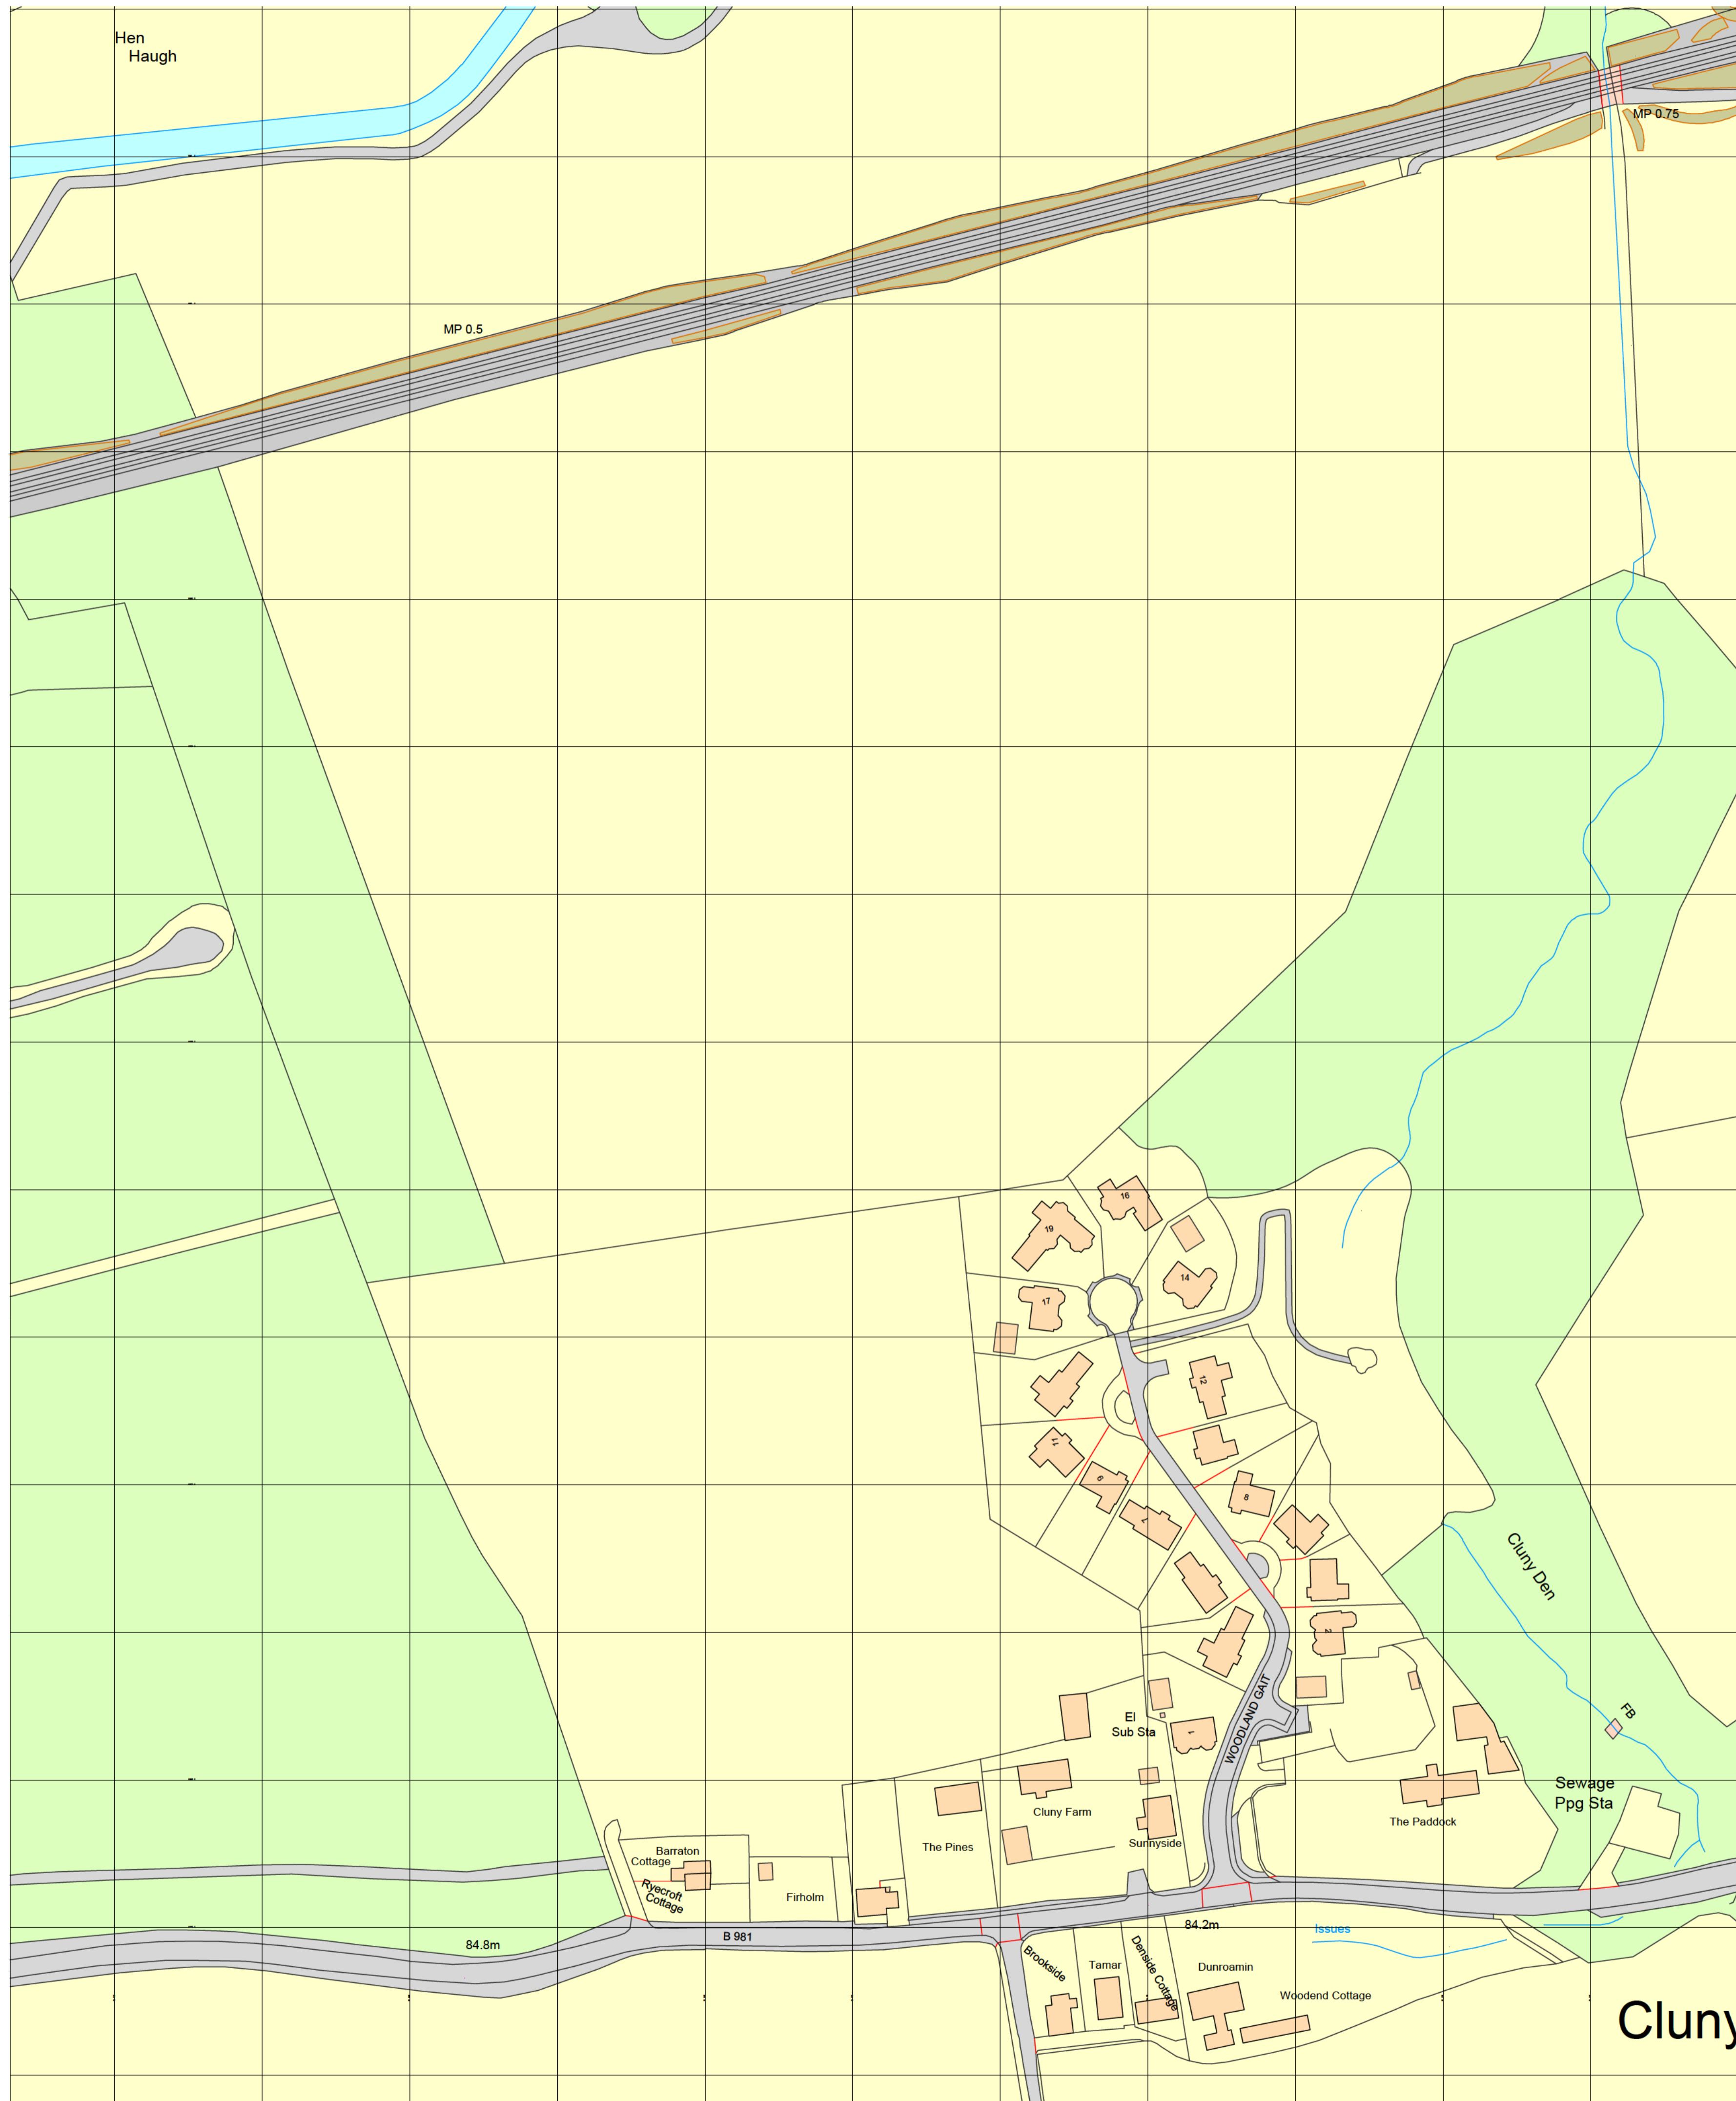 Hen
Haugh
MP 0.75
MP 0.5
16
19
14
17
12
11
9
8
7
Cluny Den
2
WOODLAND GAIT
FB
El
Sub Sta
1
Sewage
Ppg Sta
Cluny Farm
The Paddock
Sunnyside
The Pines
Barraton
Cottage
Ryecroft
Cottage
Firholm
84.2m
Issues
B 981
84.8m
Brookside
Tamar
Denside Cottage
Dunroamin
Woodend Cottage
Cluny